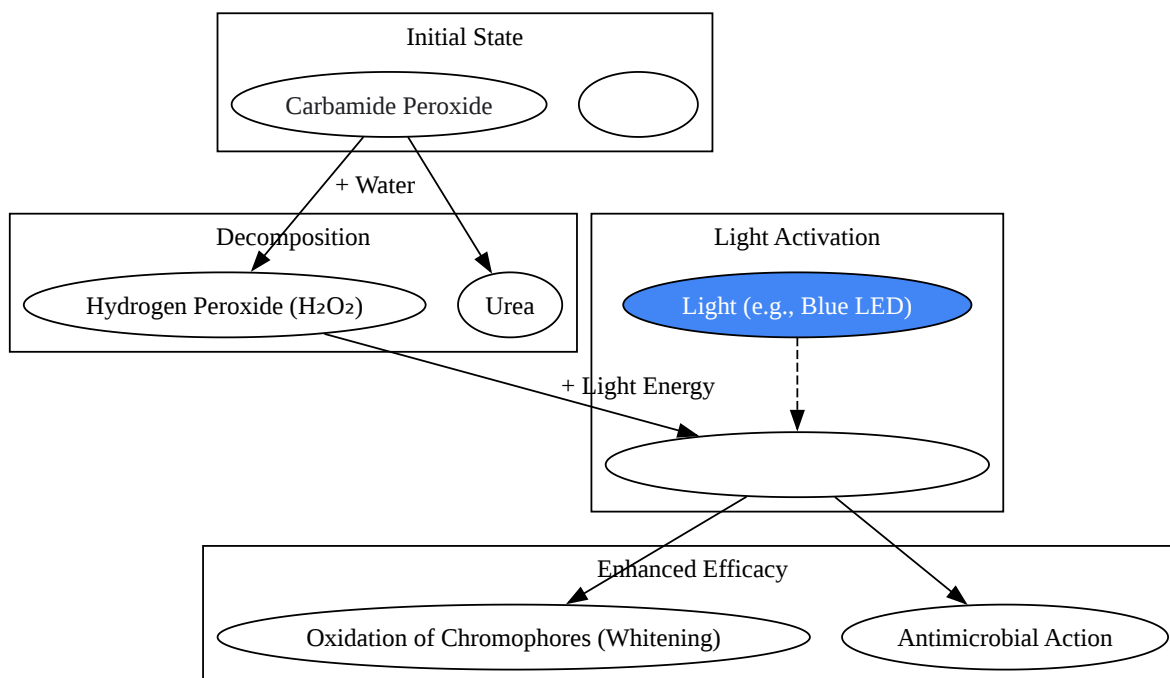 Initial State
Carbamide Peroxide
+ Water
Decomposition
Light Activation
Hydrogen Peroxide (H₂O₂)
Urea
Light (e.g., Blue LED)
+ Light Energy
Enhanced Efficacy
Oxidation of Chromophores (Whitening)
Antimicrobial Action